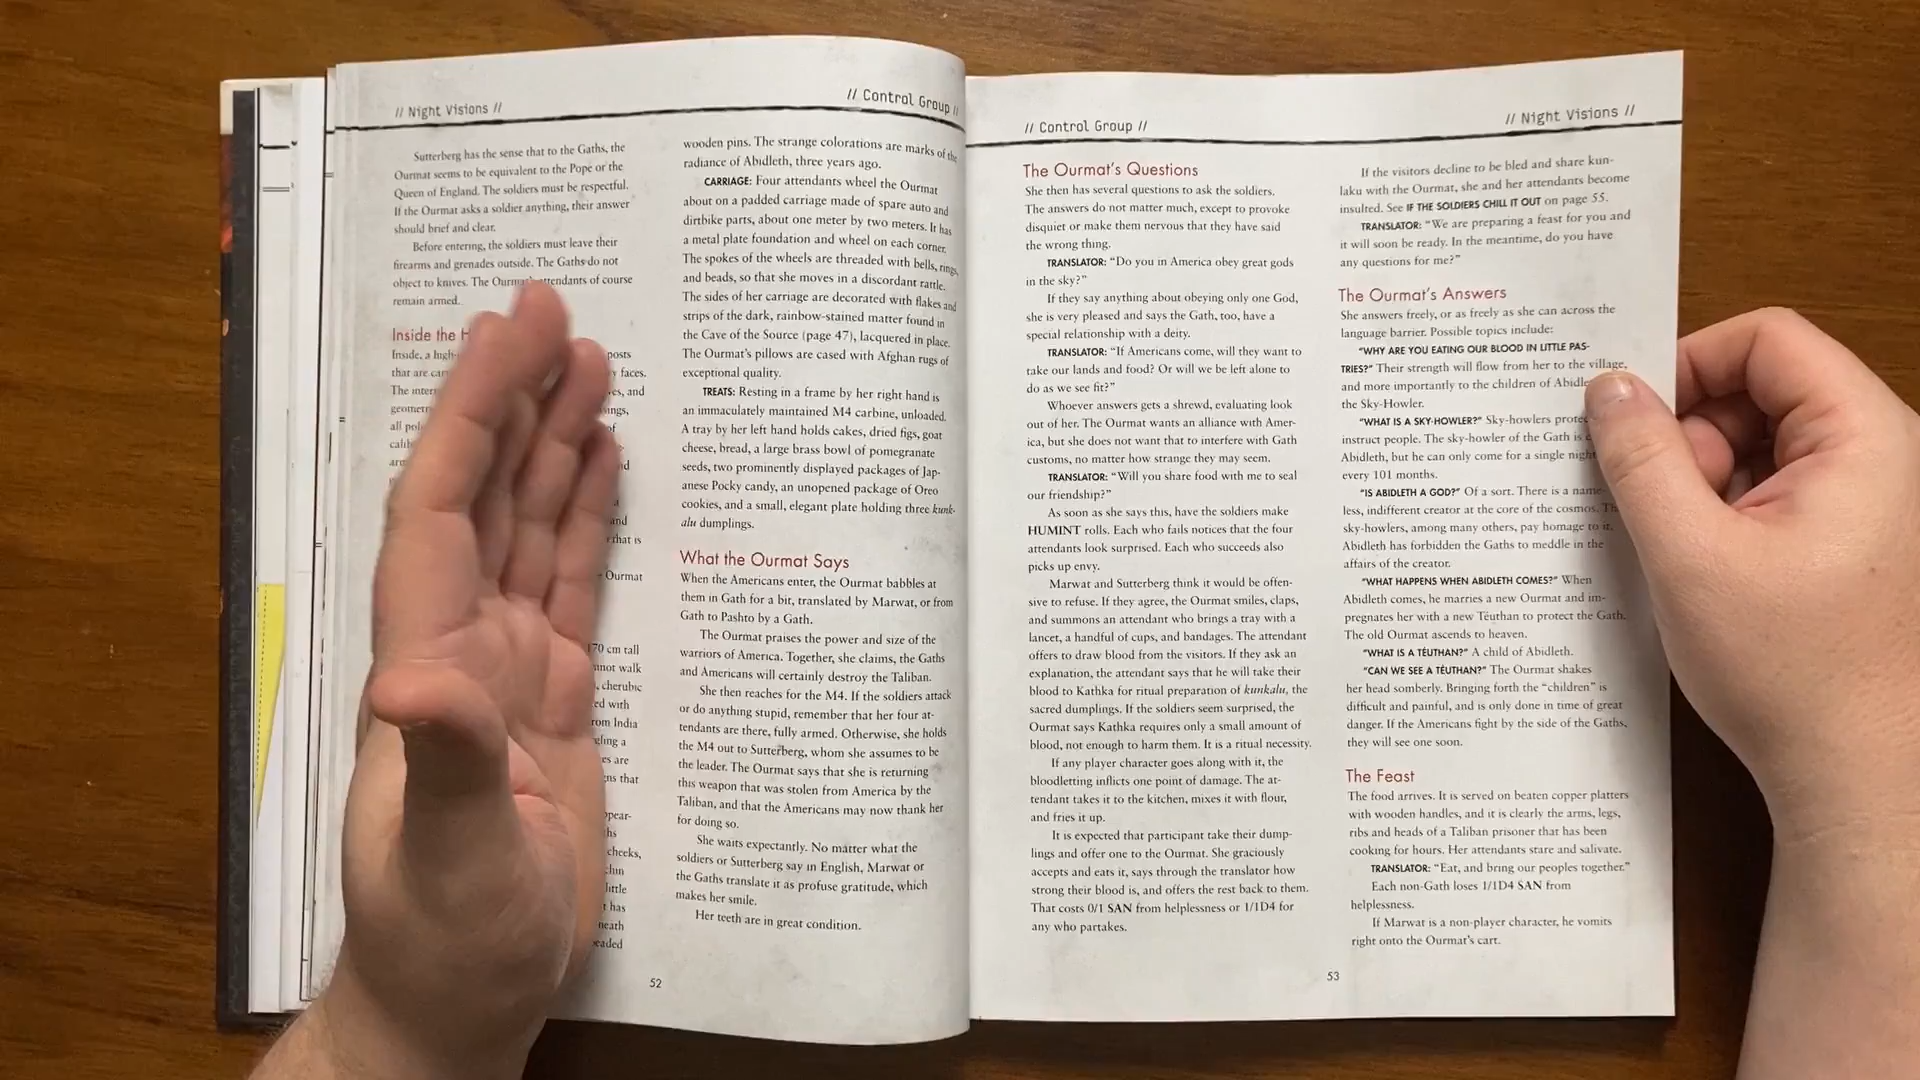 // Night Visions //
// Control Group //
Sutterberg has the sense that to the Gaths, the
Ourmat seems to be equivalent to the Pope or the
Queen of England. The soldiers must be respectful.
If the Ourmat asks a soldier anything, their answer
should brief and clear.
Before entering, the soldiers must leave their
firearms and grenades outside. The Gaths do not
object to knives. The attendants of course
remain armed.
Inside the
Inside, a posts
that are faces.
The and
all
Ourmat
170 cm tall
walk
cherubic
with
rom India
a
are
that
cheeks,
little
has
wooden pins. The strange colorations are marks of the
radiance of Abidleth, three years ago.
CARRIAGE: Four attendants wheel the Ourmat
about on a padded carriage made of spare auto and
dirtbike parts, about one meter by two meters. It has
a metal plate foundation and wheel on each corner.
The spokes of the wheels are threaded with bells, rings,
and beads, so that she moves in a discordant rattle.
The sides of her carriage are decorated with flakes and
strips of the dark, rainbow-stained matter found in
the Cave of the Source (page 47), lacquered in place.
The Ourmat's pillows are cased with Afghan rugs of
exceptional quality.
TREATS: Resting in a frame by her right hand is
an immaculately maintained M4 carbine, unloaded.
A tray by her left hand holds cakes, dried figs, goat
cheese, bread, a large brass bowl of pomegranate
seeds, two prominently displayed packages of Jap-
anese Pocky candy, an unopened package of Oreo
cookies, and a small, elegant plate holding three kunk-
alu dumplings.
What the Ourmat Says
When the Americans enter, the Ourmat babbles at
them in Gath for a bit, translated by Marwat, or from
Gath to Pashto by a Gath.
The Ourmat praises the power and size of the
warriors of America. Together, she claims, the Gaths
and Americans will certainly destroy the Taliban.
She then reaches for the M4. If the soldiers attack
or do anything stupid, remember that her four at-
tendants are there, fully armed. Otherwise, she holds
the M4 out to Sutterberg, whom she assumes to be
the leader. The Ourmat says that she is returning
this weapon that was stolen from America by the
Taliban, and that the Americans may now thank her
for doing so.
She waits expectantly. No matter what the
soldiers or Sutterberg say in English, Marwar or
the Gaths translate it as profuse gratitude, which
makes her smile.
Her teeth are in great condition.
52
// Control Group //
// Night Visions //
The Ourmat's Questions
She then has several questions to ask the soldiers.
The answers do not matter much, except to provoke
disquiet or make them nervous that they have said
the wrong thing.
TRANSLATOR: “Do you in America obey great gods
in the sky?”
If they say anything about obeying only one God,
she is very pleased and says the Gath, too, have a
special relationship with a deity.
TRANSLATOR: “If Americans come, will they want to
take our lands and food? Or will we be left alone to
do as we see fit?”
Whoever answers gets a shrewd, evaluating look
out of her. The Ourmat wants an alliance with Amer-
ica, but she does not want that to interfere with Gath
customs, no matter how strange they may seem.
TRANSLATOR: “Will you share food with me to seal
our friendship?”
As soon as she says this, have the soldiers make
HUMINT rolls. Each who fails notices that the four
attendants look surprised. Each who succeeds also
picks up envy.
Marwat and Sutterberg think it would be offen-
sive to refuse. If they agree, the Ourmat smiles, claps,
and summons an attendant who brings a tray with a
lancet, a handful of cups, and bandages. The attendant
offers to draw blood from the visitors. If they ask an
explanation, the attendant says that he will take their
blood to Kathka for ritual preparation of kunkalu, the
sacred dumplings. If the soldiers seem surprised, the
Ourmat says Kathka requires only a small amount of
blood, not enough to harm them. It is a ritual necessity.
If any player character goes along with it, the
bloodletting inflicts one point of damage. The at-
tendant takes it to the kitchen, mixes it with flour,
and fries it up.
It is expected that participant take their dump-
lings and offer one to the Ourmat. She graciously
accepts and eats it, says through the translator how
strong their blood is, and offers the rest back to them.
That costs 0/1 SAN from helplessness or 1/1D4 for
any who partakes.
If the visitors decline to be bled and share kun-
laku with the Ourmat, she and her attendants become
insulted. See IF THE SOLDIERS CHILL IT OUT on page 55.
TRANSLATOR: “We are preparing a feast for you and
it will soon be ready. In the meantime, do you have
any questions for me?”
The Ourmat's Answers
She answers freely, or as freely as she can across the
language barrier. Possible topics include:
“WHY ARE YOU EATING OUR BLOOD IN LITTLE PAS-
TRIES?” Their strength will flow from her to the village,
and more importantly to the children of
the Sky-Howler.
“WHAT IS A SKY-HOWLER?” Sky-howlers
instruct people. The sky-howler of the Gath is
Abidleth, but he can only come for a single
every 101 months.
“IS ABIDLETH A GOD?” Of a sort. There is a name-
less, indifferent creator at the core of the cosmos.
sky-howlers, among many others, pay homage to it.
Abidleth has forbidden the Gaths to meddle in the
affairs of the creator.
“WHAT HAPPENS WHEN ABIDLETH COMES?” When
Abidleth comes, he marries a new Ourmat and im-
pregnates her with a new Téuthan to protect the Gath.
The old Ourmat ascends to heaven.
“WHAT IS A TÉUTHAN?” A child of Abidleth.
“CAN WE SEE A TÉUTHAN?” The Ourmat shakes
her head somberly. Bringing forth the “children” is
difficult and painful, and is only done in time of great
danger. If the Americans fight by the side of the Gaths,
they will see one soon.
The Feast
The food arrives. It is served on beaten copper platters
with wooden handles, and it is clearly the arms, legs,
ribs and heads of a Taliban prisoner that has been
cooking for hours. Her attendants stare and salivate.
TRANSLATOR: “Eat, and bring our peoples together.”
Each non-Gath loses 1/1D4 SAN from
helplessness.
If Marwat is a non-player character, he vomits
right onto the Ourmat's cart.
53